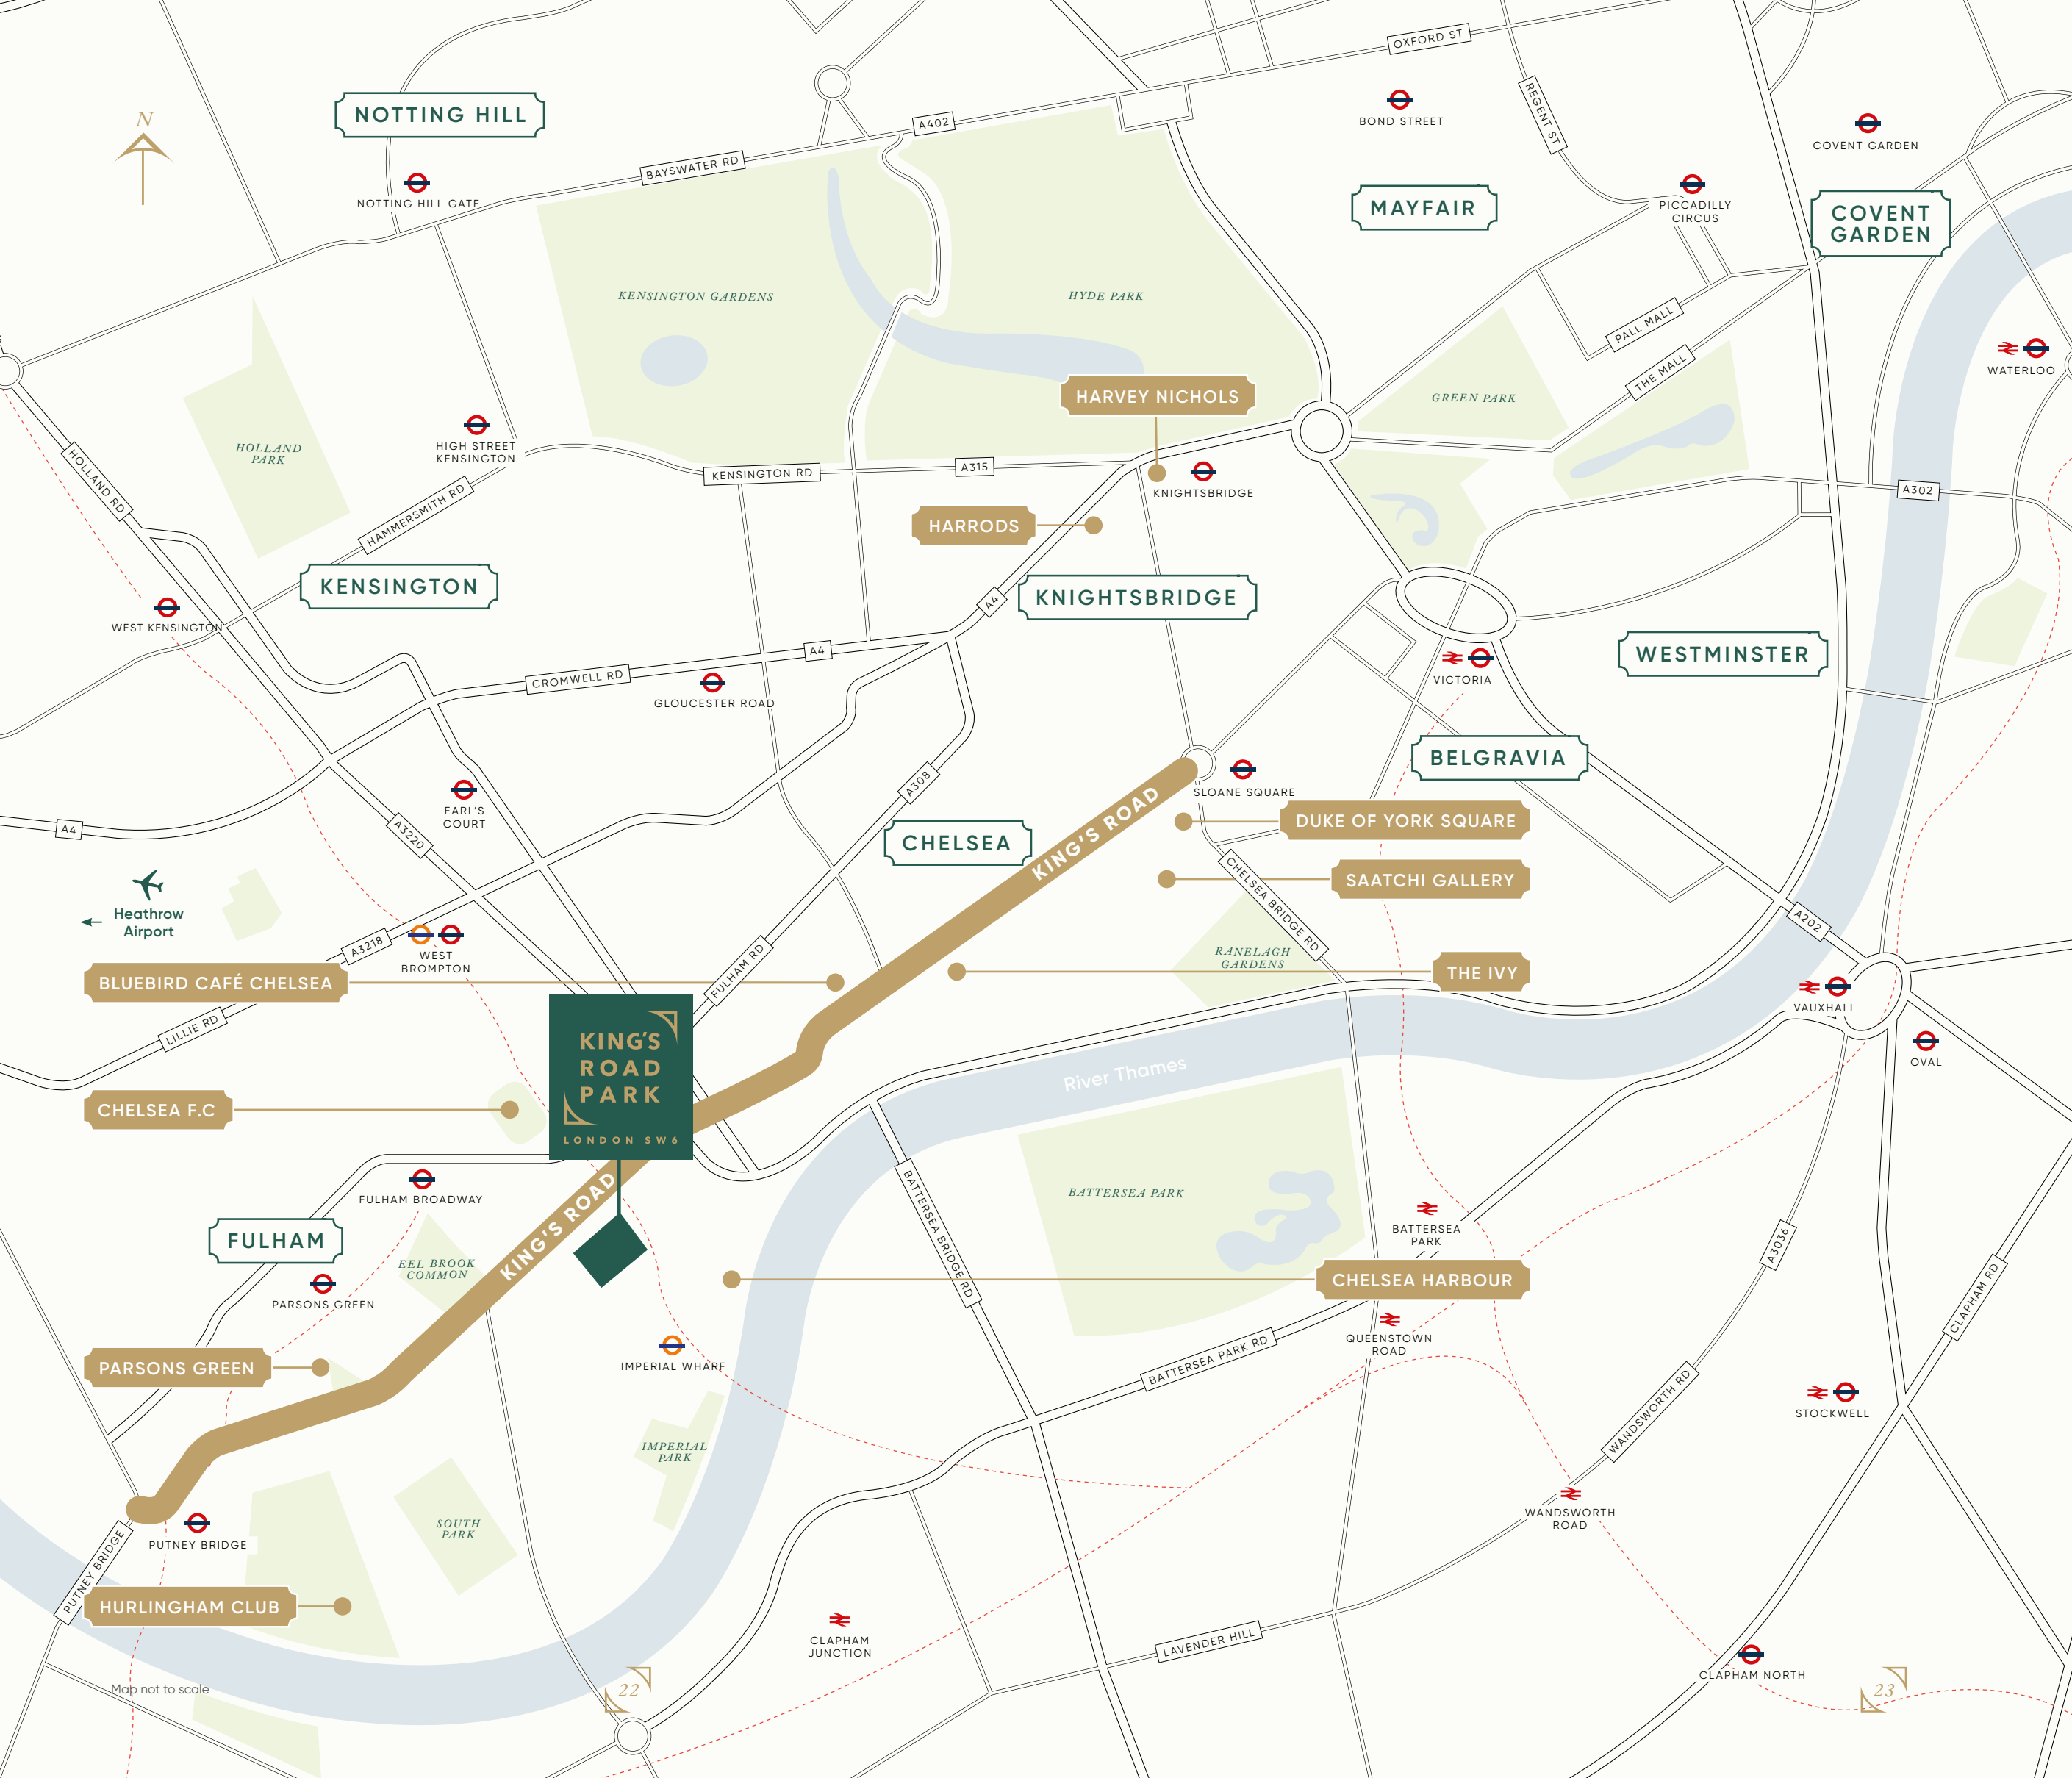 OXFORD ST
BOND STREET
REGENT ST
COVENT GARDEN
NOTTING HILL
N
A402
BAYSWATER RD
NOTTING HILL GATE
MAYFAIR
PICCADILLY
CIRCUS
COVENT
GARDEN
KENSINGTON GARDENS
HYDE PARK
PALL MALL
THE MALL
WATERLOO
HARVEY NICHOLS
GREEN PARK
HOLLAND
PARK
HIGH STREET
KENSINGTON
HOLLAND RD
KENSINGTON RD
A315
KNIGHTSBRIDGE
A302
HAMMERSMITH RD
HARRODS
KENSINGTON
A4
KNIGHTSBRIDGE
WEST KENSINGTON
A4
CROMWELL RD
GLOUCESTER ROAD
VICTORIA
WESTMINSTER
BELGRAVIA
EARL'S
COURT
A308
SLOANE SQUARE
A4
A3220
CHELSEA
KING'S ROAD
DUKE OF YORK SQUARE
SAATCHI GALLERY
CHELSEA BRIDGE RD
Heathrow
Airport
A3218
WEST
BROMPTON
FULHAM RD
RANELAGH
GARDENS
A202
BLUEBIRD CAFÉ CHELSEA
THE IVY
VAUXHALL
LILLIE RD
KING'S
ROAD
PARK
LONDON SW6
River Thames
OVAL
CHELSEA F.C
FULHAM BROADWAY
BATTERSEA PARK
BATTERSEA BRIDGE RD
BATTERSEA
PARK
FULHAM
KING'S ROAD
EEL BROOK
COMMON
A3036
CHELSEA HARBOUR
PARSONS GREEN
CLAPHAM RD
QUEENSTOWN
ROAD
PARSONS GREEN
IMPERIAL WHARF
BATTERSEA PARK RD
WANDSWORTH RD
STOCKWELL
IMPERIAL
PARK
SOUTH
PARK
WANDSWORTH
ROAD
PUTNEY BRIDGE
PUTNEY BRIDGE
HURLINGHAM CLUB
CLAPHAM
JUNCTION
LAVENDER HILL
CLAPHAM NORTH
Map not to scale
22
23